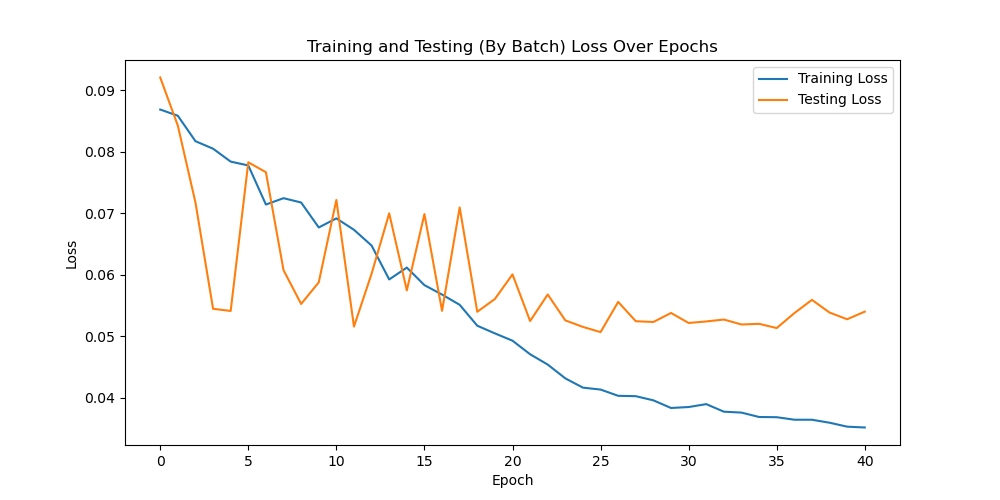 Training and Testing (By Batch) Loss Over Epochs
Training Loss
Testing Loss
0.09
0.08
0.07
0.06
0.05
0.04
Loss
0 5 10 15 20 25 30 35 40
Epoch